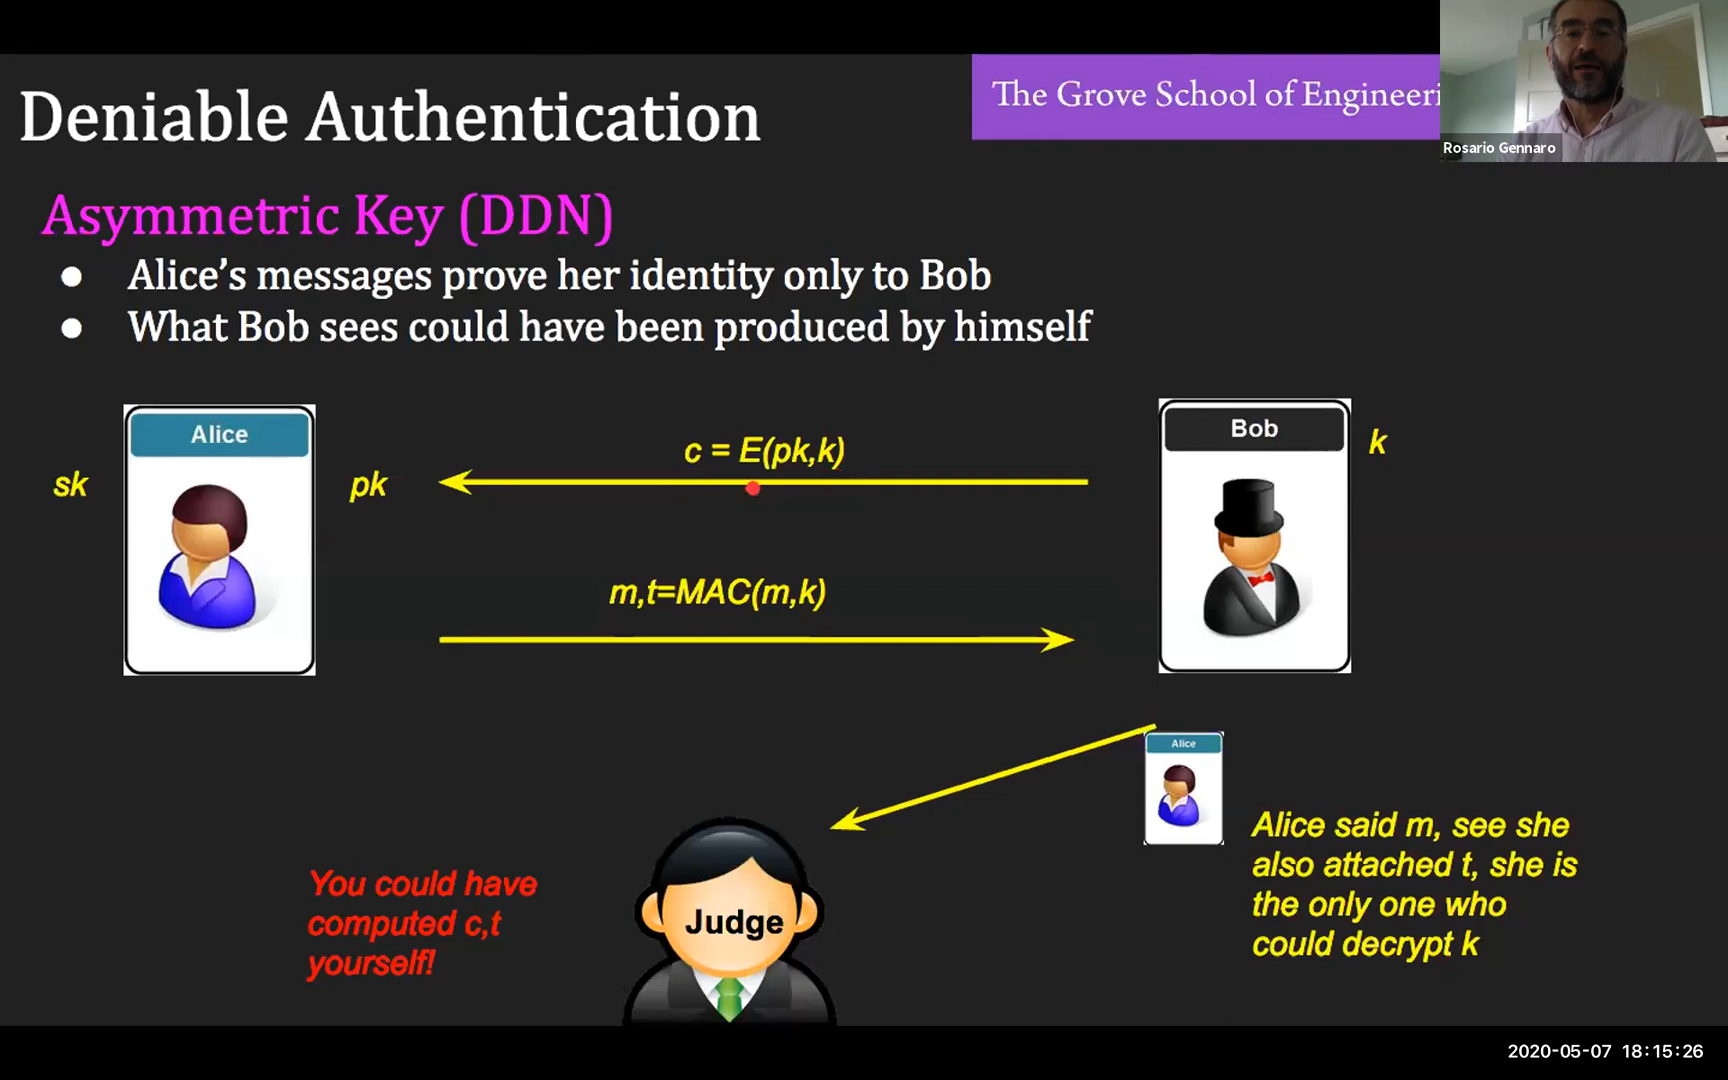 Deniable Authentication
The Grove School of Engineeri
Rosario Gennaro
Asymmetric Key (DDN)
● Alice’s messages prove her identity only to Bob
● What Bob sees could have been produced by himself
Alice
Bob
sk
pk
c = E(pk,k)
k
m,t=MAC(m,k)
Alice
Alice said m, see she
also attached t, she is
the only one who
could decrypt k
You could have
computed c,t
yourself!
Judge
2020-05-07 18:15:26